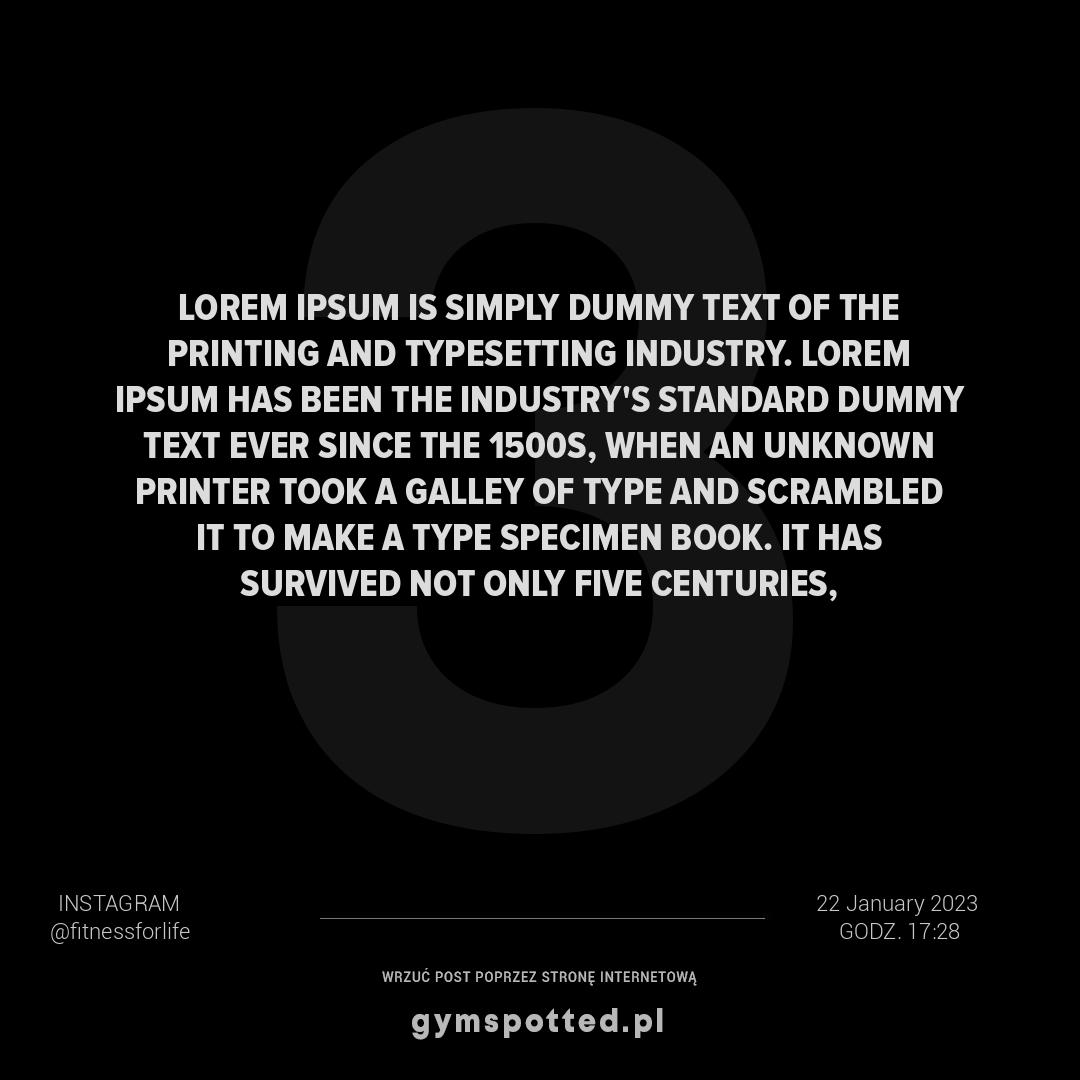 3
LOREM IPSUM IS SIMPLY DUMMY TEXT OF THE
PRINTING AND TYPESETTING INDUSTRY. LOREM
IPSUM HAS BEEN THE INDUSTRY'S STANDARD DUMMY
TEXT EVER SINCE THE 1500S, WHEN AN UNKNOWN
PRINTER TOOK A GALLEY OF TYPE AND SCRAMBLED
IT TO MAKE A TYPE SPECIMEN BOOK. IT HAS
SURVIVED NOT ONLY FIVE CENTURIES,
INSTAGRAM
@fitnessforlife
22 January 2023
GODZ. 17:28
WRZUĆ POST POPRZEZ STRONĘ INTERNETOWĄ
gymspotted.pl